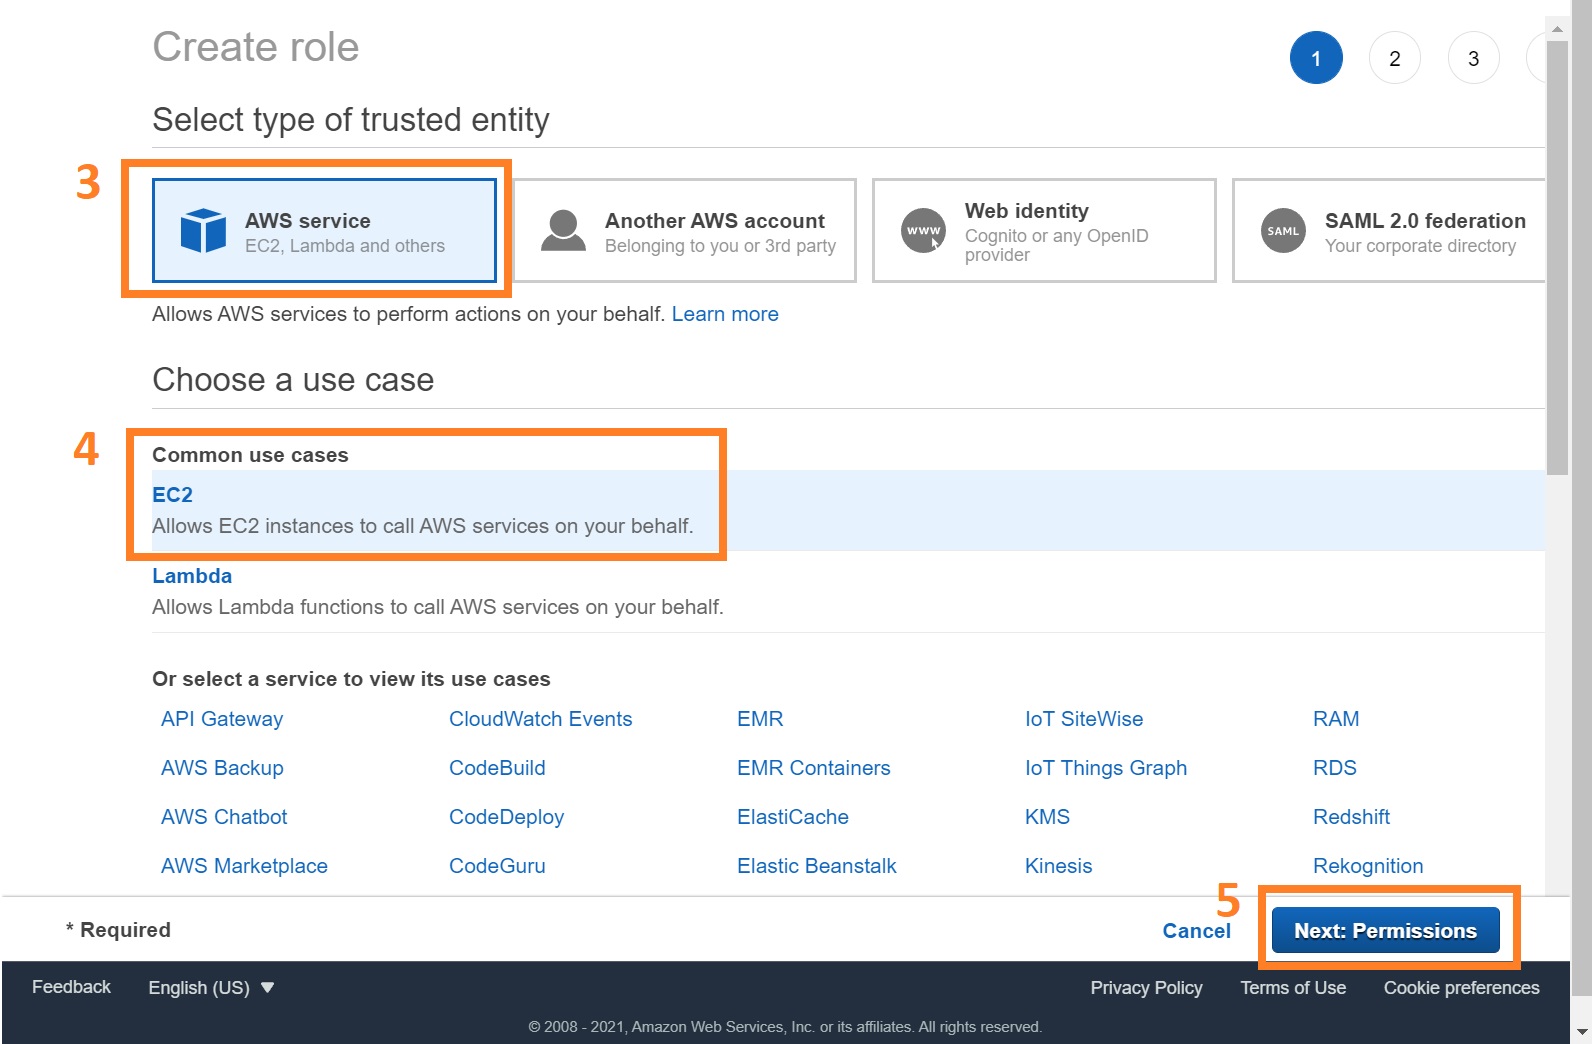 Create role
1 2 3
Select type of trusted entity
3
AWS service
EC2, Lambda and others
Another AWS account
Belonging to you or 3rd party
www
Web identity
Cognito or any OpenID
provider
SAML
SAML 2.0 federation
Your corporate directory
Allows AWS services to perform actions on your behalf. Learn more
Choose a use case
4
Common use cases
EC2
Allows EC2 instances to call AWS services on your behalf.
Lambda
Allows Lambda functions to call AWS services on your behalf.
Or select a service to view its use cases
API Gateway CloudWatch Events EMR IoT SiteWise RAM
AWS Backup CodeBuild EMR Containers IoT Things Graph RDS
AWS Chatbot CodeDeploy ElastiCache KMS Redshift
AWS Marketplace CodeGuru Elastic Beanstalk Kinesis Rekognition
5
* Required Cancel Next: Permissions
Feedback English (US) Privacy Policy Terms of Use Cookie preferences
© 2008 - 2021, Amazon Web Services, Inc. or its affiliates. All rights reserved.